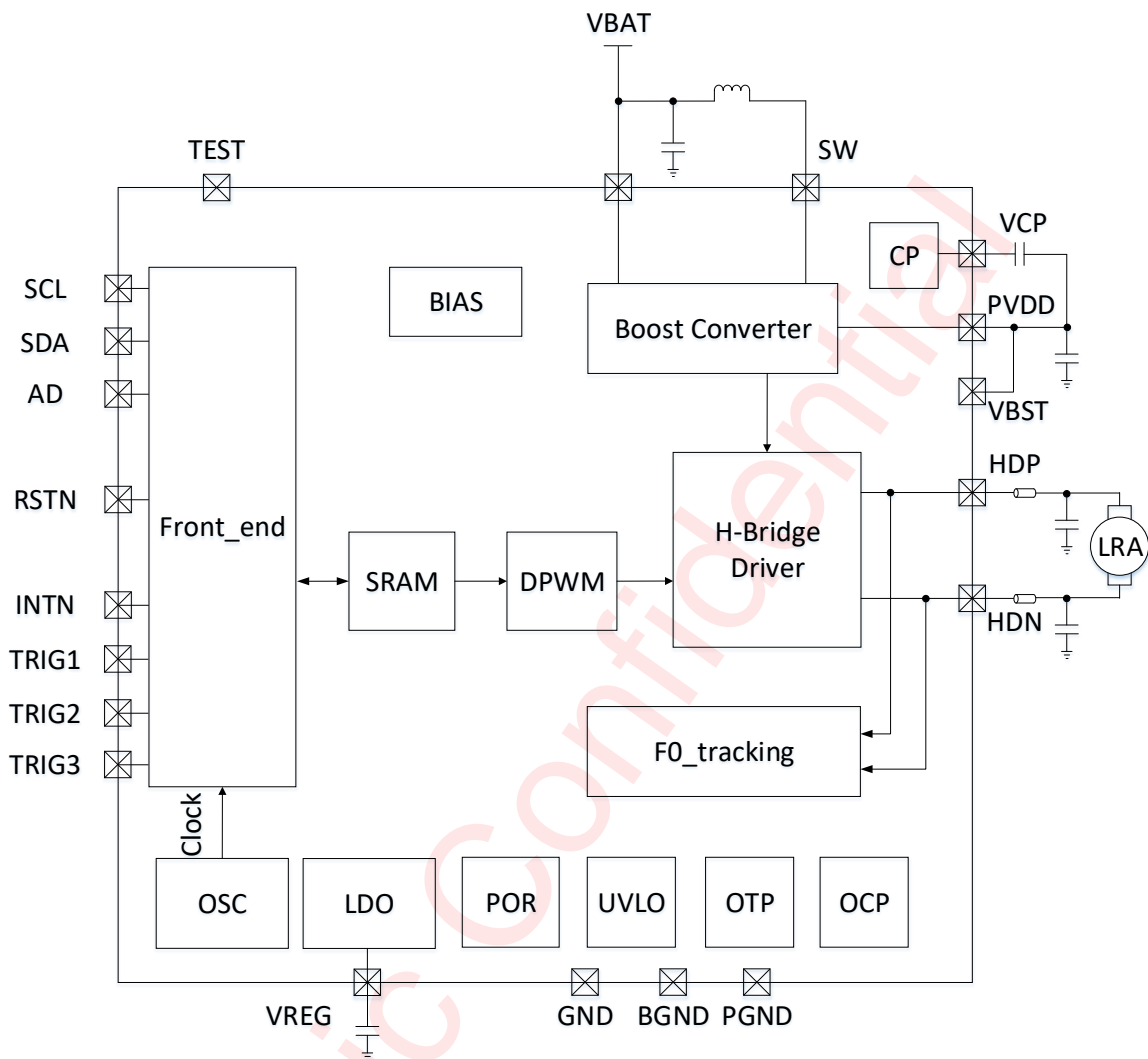 VBAT
TEST
SW
VCP
CP
SCL
BIAS
Boost Converter
PVDD
SDA
AD
VBST
HDP
RSTN
Front_end
H-Bridge
Driver
LRA
SRAM
DPWM
INTN
HDN
TRIG1
TRIG2
F0_tracking
TRIG3
Clock
OSC
LDO
POR
UVLO
OTP
OCP
VREG
GND
BGND
PGND
ic Confidential